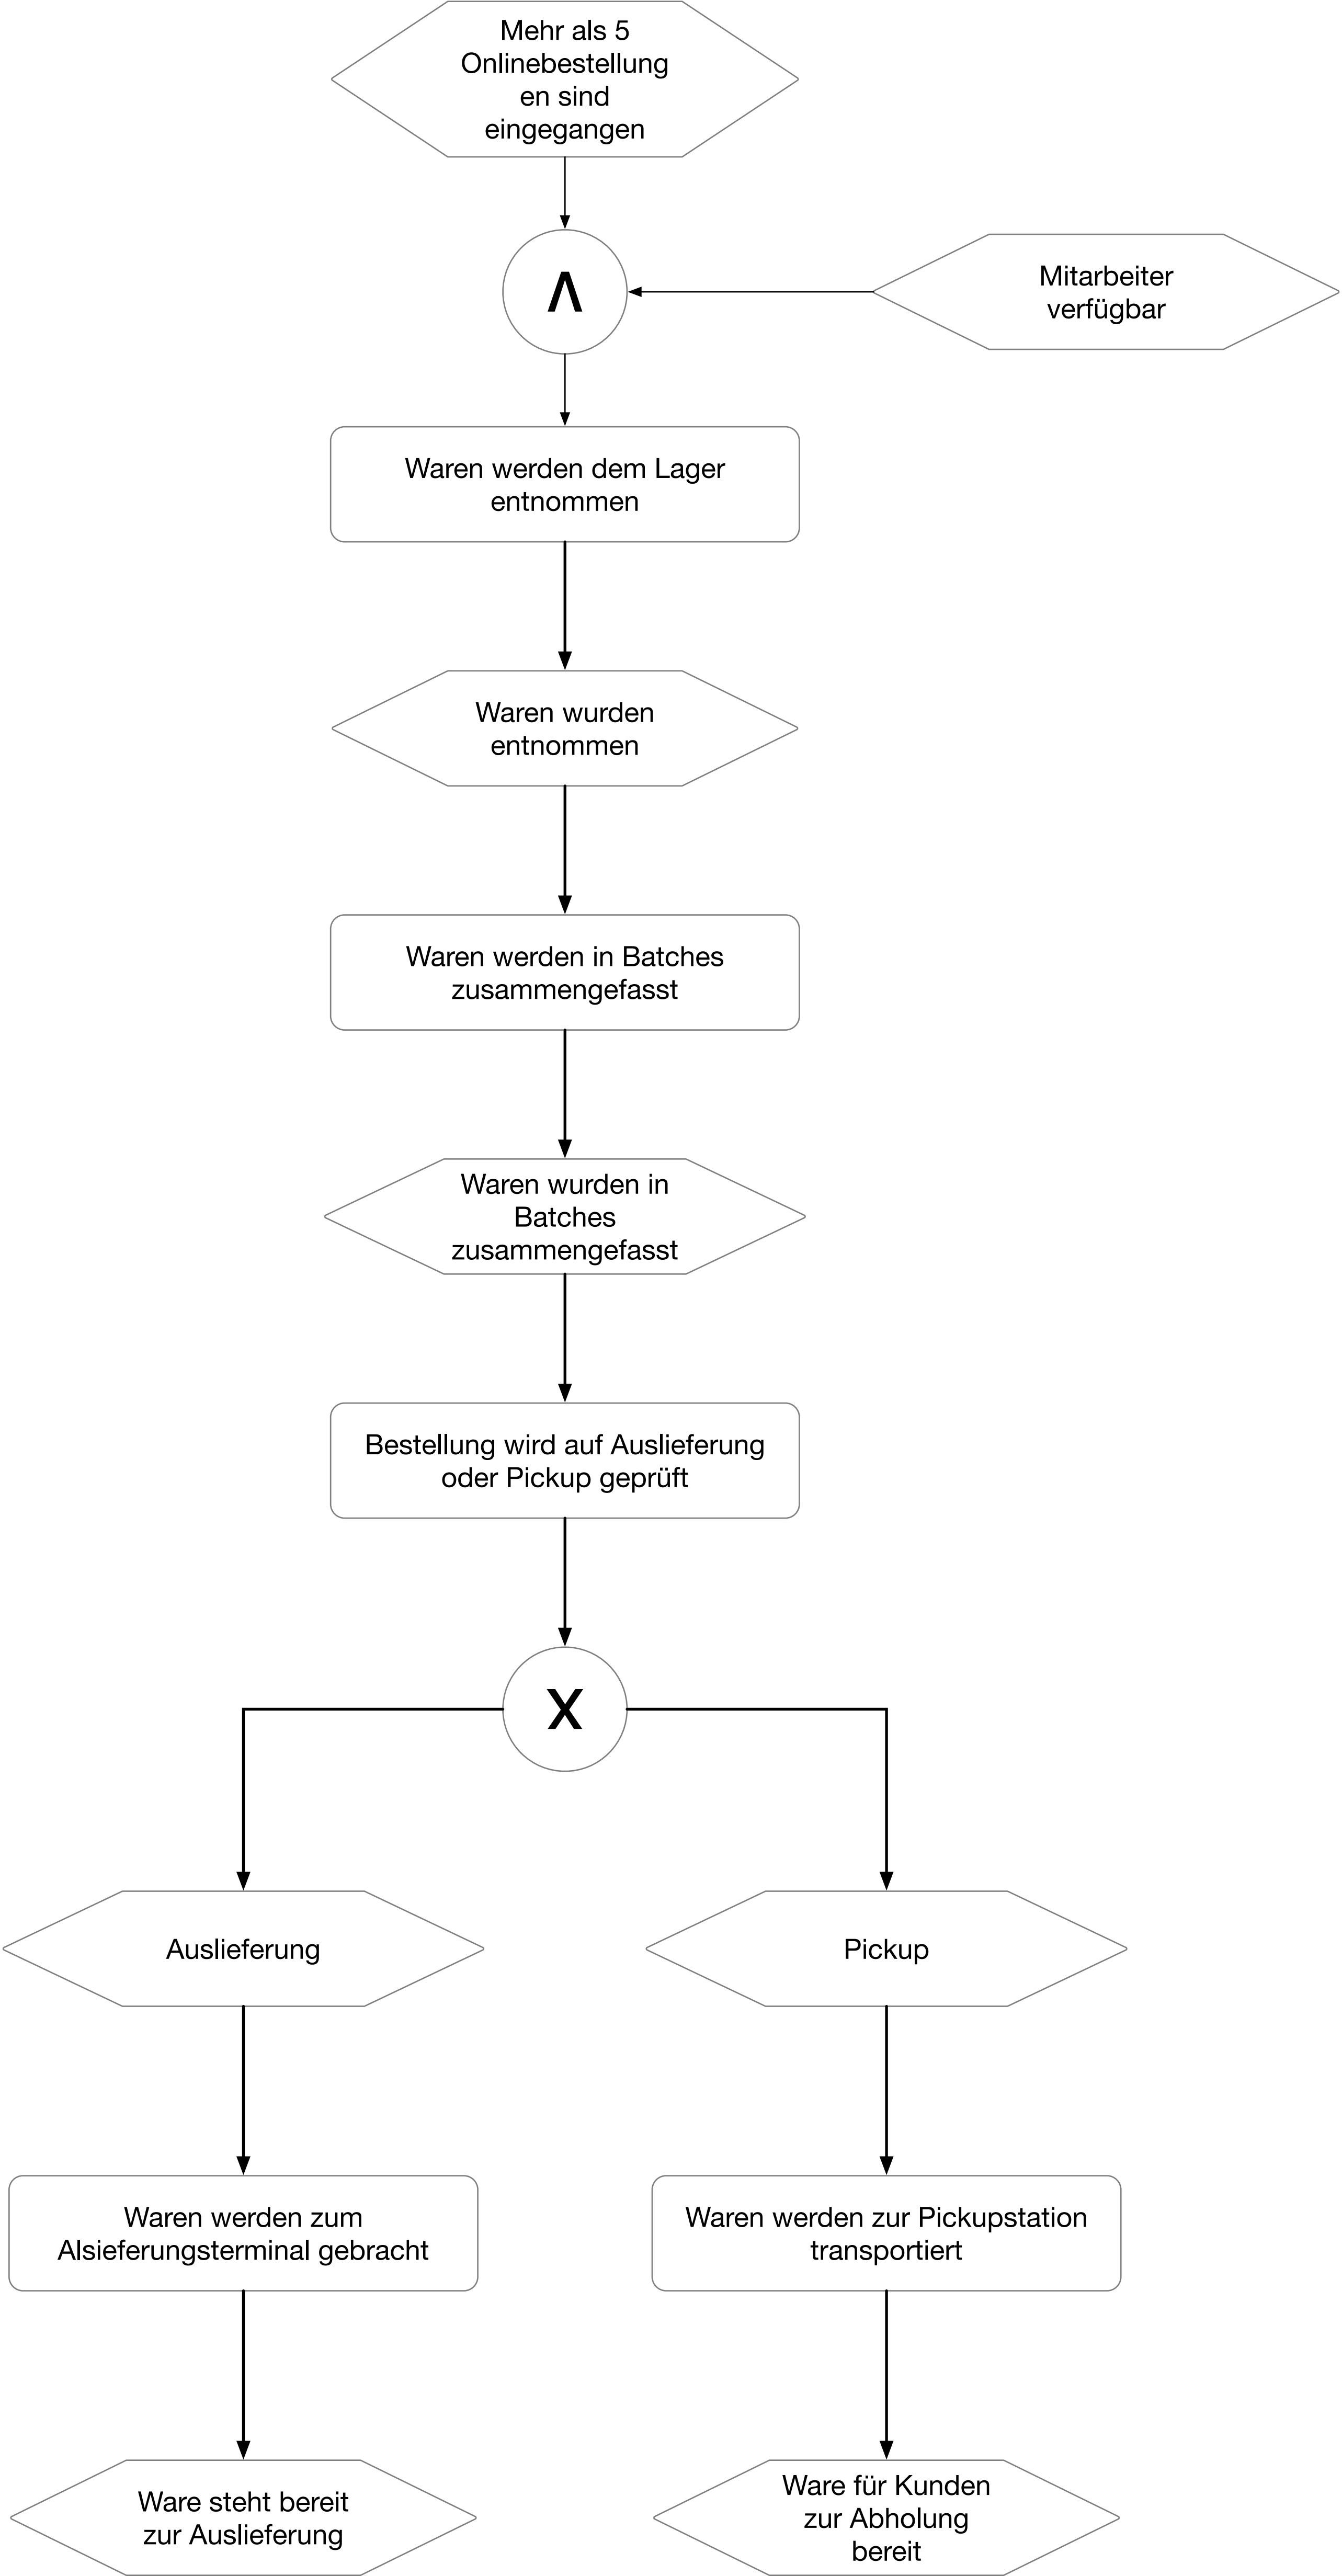 Mehr als 5
Onlinebestellung
en sind
eingegangen
∧
Mitarbeiter
verfügbar
Waren werden dem Lager
entnommen
Waren wurden
entnommen
Waren werden in Batches
zusammengefasst
Waren wurden in
Batches
zusammengefasst
Bestellung wird auf Auslieferung
oder Pickup geprüft
X
Auslieferung
Pickup
Waren werden zum
Alsieferungsterminal gebracht
Waren werden zur Pickupstation
transportiert
Ware steht bereit
zur Auslieferung
Ware für Kunden
zur Abholung
bereit